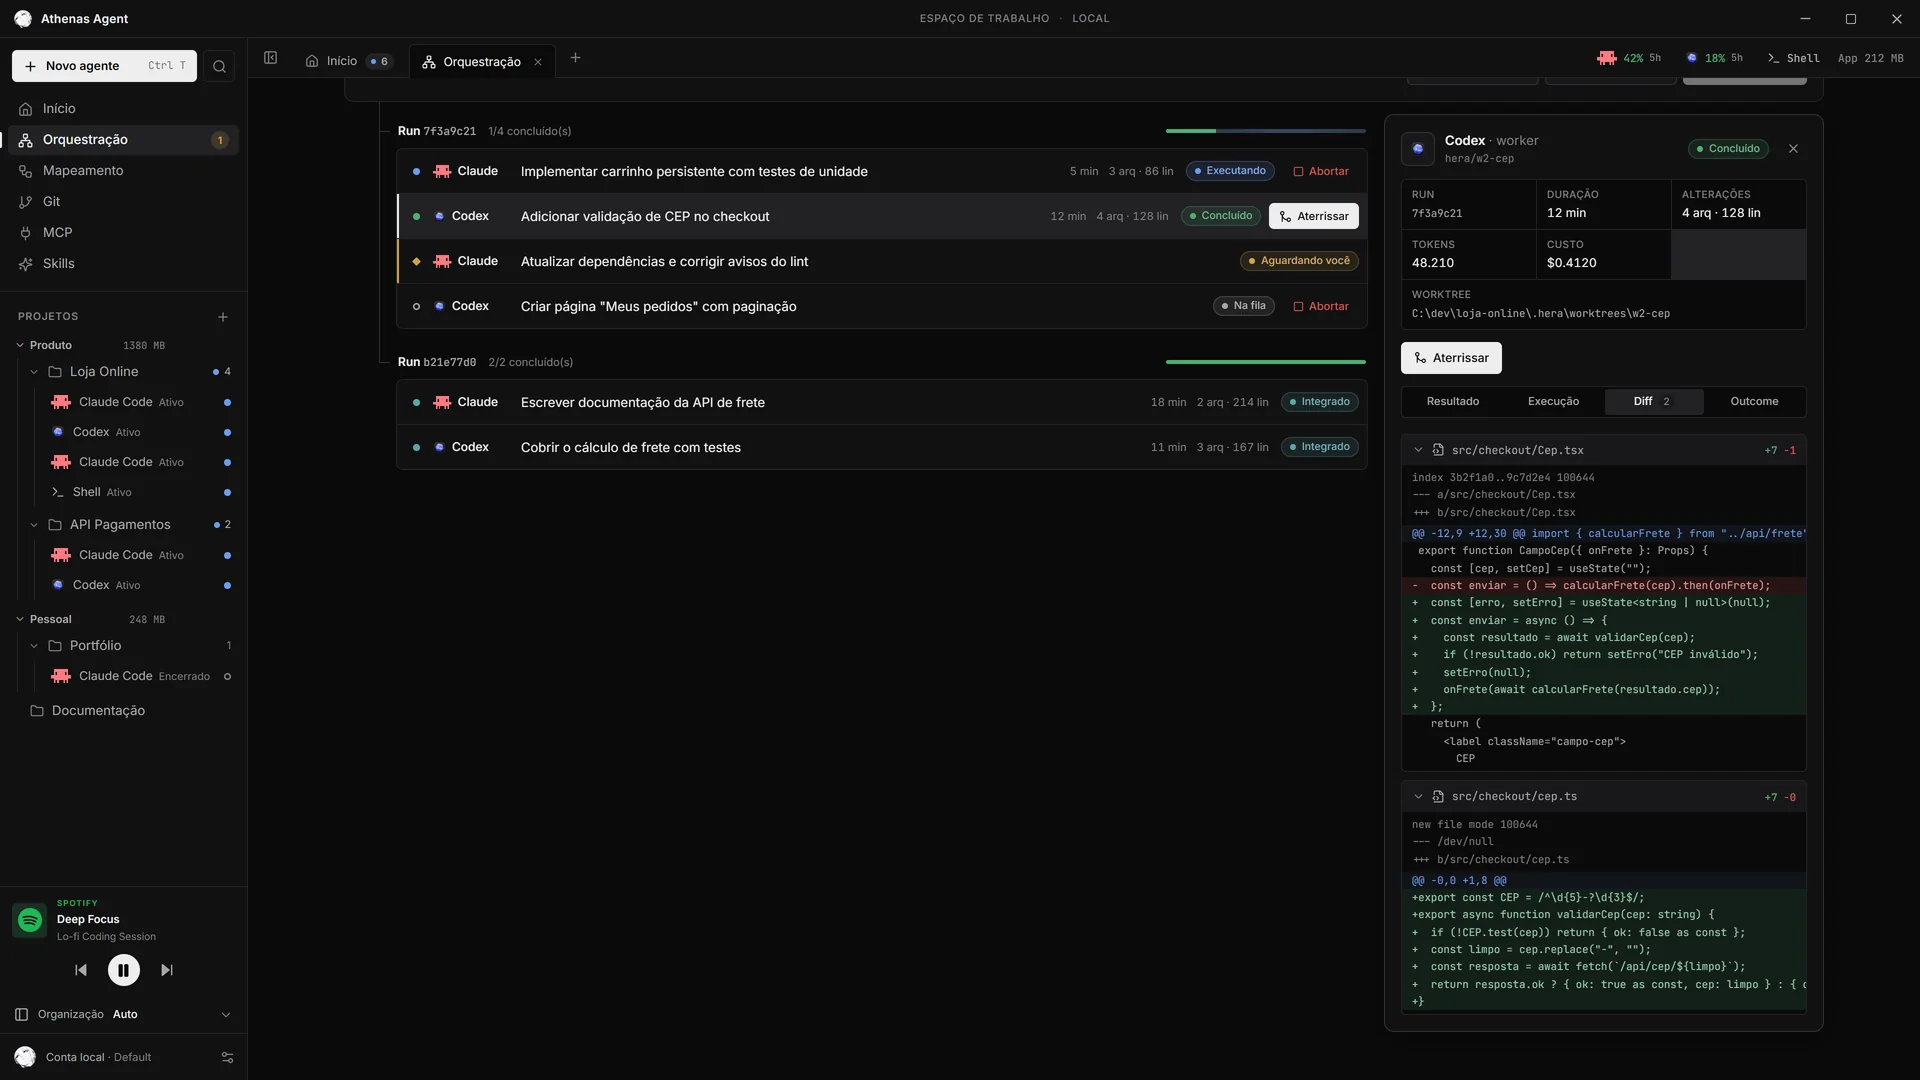 Athenas Agent
ESPAÇO DE TRABALHO · LOCAL
Novo agente Ctrl T
Início 6
Orquestração
42% 5h
18% 5h
Shell
App 212 MB
Início
Orquestração 1
Mapeamento
Git
MCP
Skills
PROJETOS
Produto 1380 MB
Loja Online 4
Claude Code Ativo
Codex Ativo
Claude Code Ativo
Shell Ativo
API Pagamentos 2
Claude Code Ativo
Codex Ativo
Pessoal 248 MB
Portfólio 1
Claude Code Encerrado
Documentação
SPOTIFY
Deep Focus
Lo-fi Coding Session
Organização Auto
Conta local · Default
Run 7f3a9c21 1/4 concluído(s)
Claude Implementar carrinho persistente com testes de unidade 5 min 3 arq · 86 lin Executando Abortar
Codex Adicionar validação de CEP no checkout 12 min 4 arq · 128 lin Concluído Aterrissar
Claude Atualizar dependências e corrigir avisos do lint Aguardando você
Codex Criar página "Meus pedidos" com paginação Na fila Abortar
Run b21e77d0 2/2 concluído(s)
Claude Escrever documentação da API de frete 18 min 2 arq · 214 lin Integrado
Codex Cobrir o cálculo de frete com testes 11 min 3 arq · 167 lin Integrado
Codex · worker
hera/w2-cep
Concluído
RUN DURAÇÃO ALTERAÇÕES
7f3a9c21 12 min 4 arq · 128 lin
TOKENS CUSTO
48.210 $0.4120
WORKTREE
C:\dev\loja-online\.hera\worktrees\w2-cep
Aterrissar
Resultado Execução Diff 2 Outcome
src/checkout/Cep.tsx +7 -1
index 3b2f1a0..9c7d2e4 100644
--- a/src/checkout/Cep.tsx
+++ b/src/checkout/Cep.tsx
@@ -12,9 +12,30 @@ import { calcularFrete } from "../api/frete"
export function CampoCep({ onFrete }: Props) {
const [cep, setCep] = useState("");
- const enviar = () => calcularFrete(cep).then(onFrete);
+ const [erro, setErro] = useState<string | null>(null);
+ const enviar = async () => {
+ const resultado = await validarCep(cep);
+ if (!resultado.ok) return setErro("CEP inválido");
+ setErro(null);
+ onFrete(await calcularFrete(resultado.cep));
+ };
return (
<label className="campo-cep">
CEP
src/checkout/cep.ts +7 -0
new file mode 100644
--- /dev/null
+++ b/src/checkout/cep.ts
@@ -0,0 +1,8 @@
+export const CEP = /^\d{5}-?\d{3}$/;
+export async function validarCep(cep: string) {
+ if (!CEP.test(cep)) return { ok: false as const };
+ const limpo = cep.replace("-", "");
+ const resposta = await fetch(`/api/cep/${limpo}`);
+ return resposta.ok ? { ok: true as const, cep: limpo } : {
+}